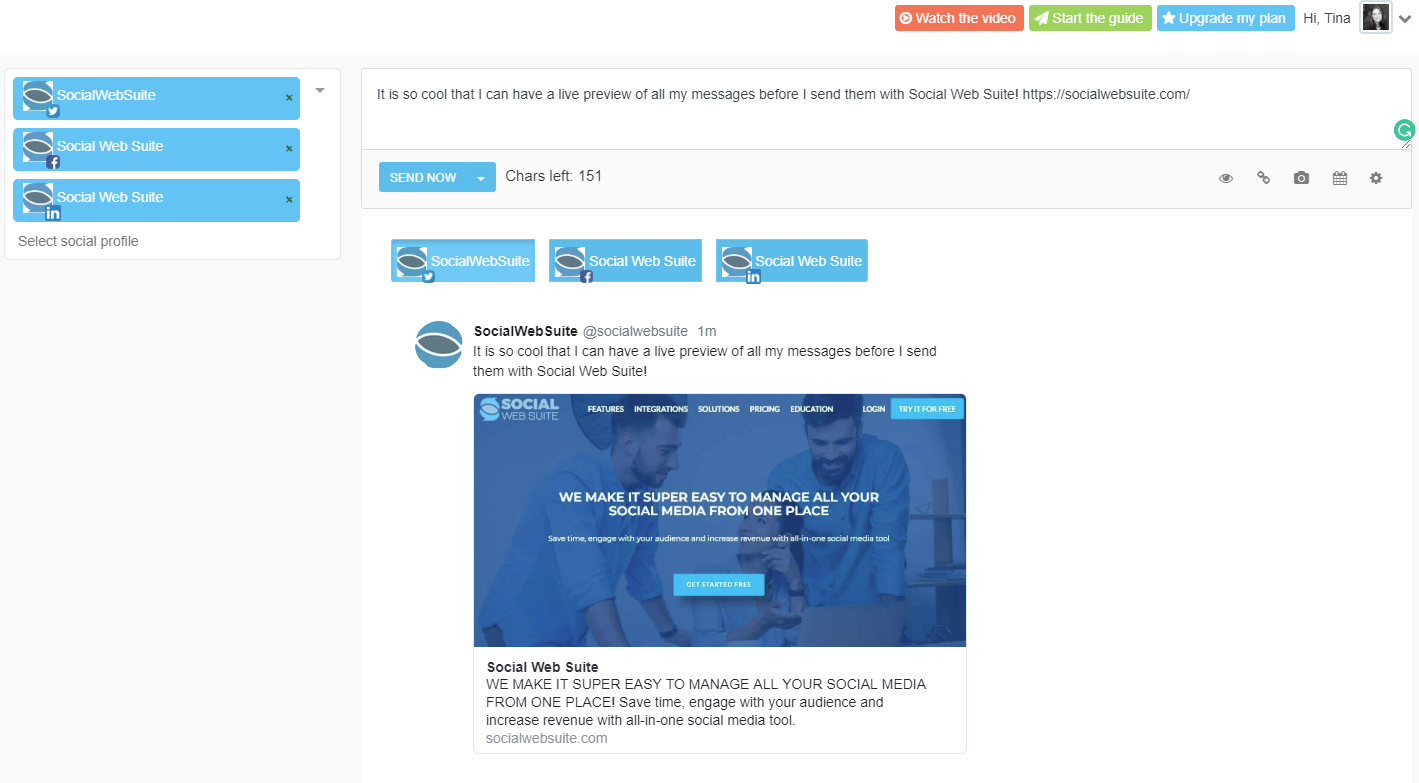 Watch the video Start the guide Upgrade my plan Hi, Tina
SocialWebSuite ×
Social Web Suite ×
Social Web Suite ×
Select social profile
It is so cool that I can have a live preview of all my messages before I send them with Social Web Suite! https://socialwebsuite.com/
SEND NOW Chars left: 151
SocialWebSuite Social Web Suite Social Web Suite
SocialWebSuite @socialwebsuite 1m
It is so cool that I can have a live preview of all my messages before I send
them with Social Web Suite!
SOCIAL
WEB SUITE
FEATURES INTEGRATIONS SOLUTIONS PRICING EDUCATION LOGIN TRY IT FOR FREE
WE MAKE IT SUPER EASY TO MANAGE ALL YOUR
SOCIAL MEDIA FROM ONE PLACE
Save time, engage with your audience and increase revenue with all-in-one social media tool
GET STARTED FREE
Social Web Suite
WE MAKE IT SUPER EASY TO MANAGE ALL YOUR SOCIAL MEDIA
FROM ONE PLACE! Save time, engage with your audience and
increase revenue with all-in-one social media tool.
socialwebsuite.com